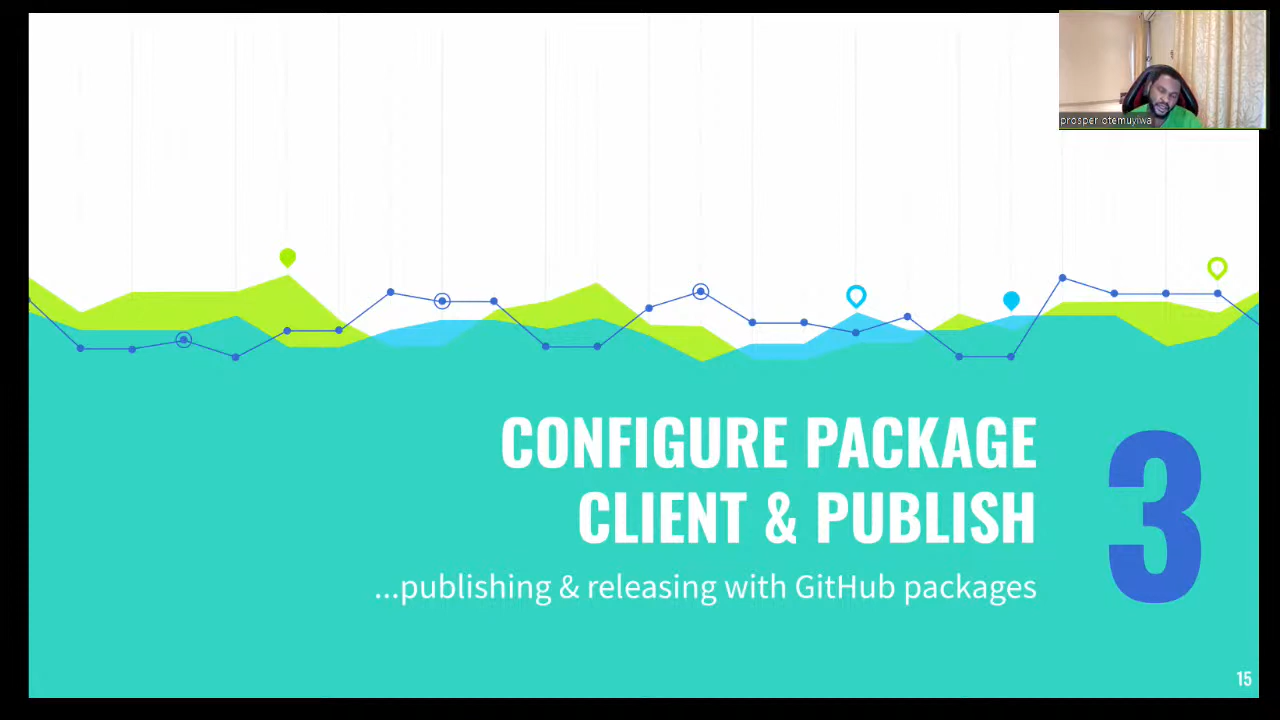 prosper otemuyiwa
CONFIGURE PACKAGE
CLIENT & PUBLISH
3
...publishing & releasing with GitHub packages
15